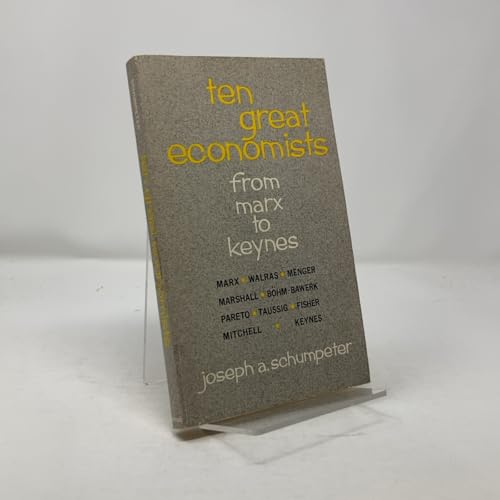 ten
great
economists
from
marx
to
keynes
MARX • WALRAS • MENGER
MARSHALL • BÖHM-BAWERK
PARETO • TAUSSIG • FISHER
MITCHELL • KEYNES
joseph a. schumpeter